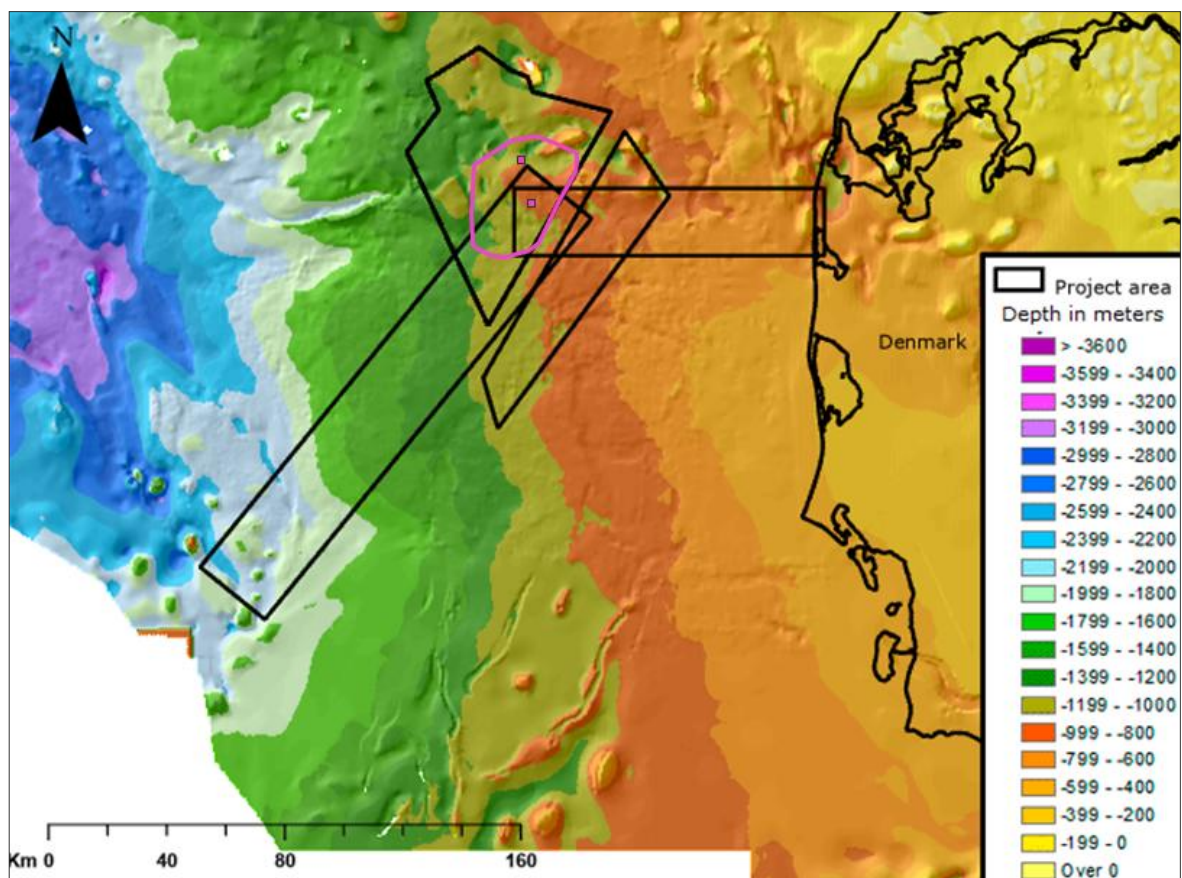 N
Denmark
Project area
Depth in meters
> -3600
-3599 - -3400
-3399 - -3200
-3199 - -3000
-2999 - -2800
-2799 - -2600
-2599 - -2400
-2399 - -2200
-2199 - -2000
-1999 - -1800
-1799 - -1600
-1599 - -1400
-1399 - -1200
-1199 - -1000
-999 - -800
-799 - -600
-599 - -400
-399 - -200
-199 - 0
Over 0
Km 0 40 80 160